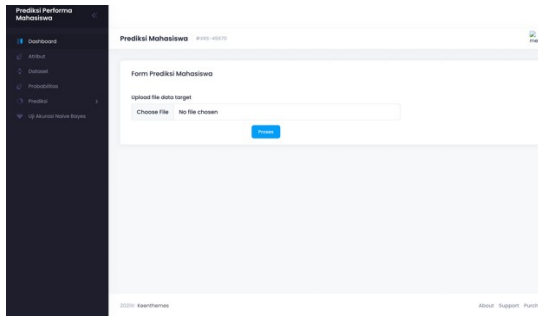 Prediksi Performa
Mahasiswa
Dashboard
Atribut
Dataset
Probabilitas
Prediksi
Uji Akurasi Naive Bayes
Prediksi Mahasiswa
Form Prediksi Mahasiswa
Upload file data target
Choose File No file chosen
Proses
Keenthemes
About Support Purch